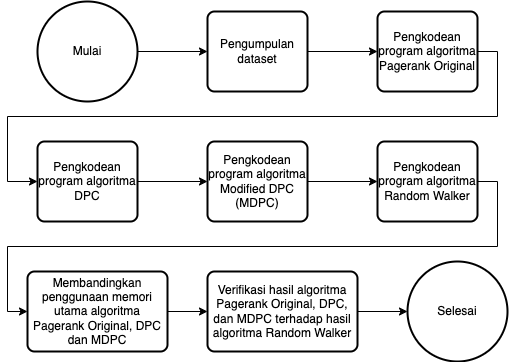 Mulai
Pengumpulan
dataset
Pengkodean
program algoritma
Pagerank Original
Pengkodean
program algoritma
DPC
Pengkodean
program algoritma
Modified DPC
(MDPC)
Pengkodean
program algoritma
Random Walker
Membandingkan
penggunaan memori
utama algoritma
Pagerank Original, DPC
dan MDPC
Verifikasi hasil algoritma
Pagerank Original, DPC,
dan MDPC terhadap hasil
algoritma Random Walker
Selesai